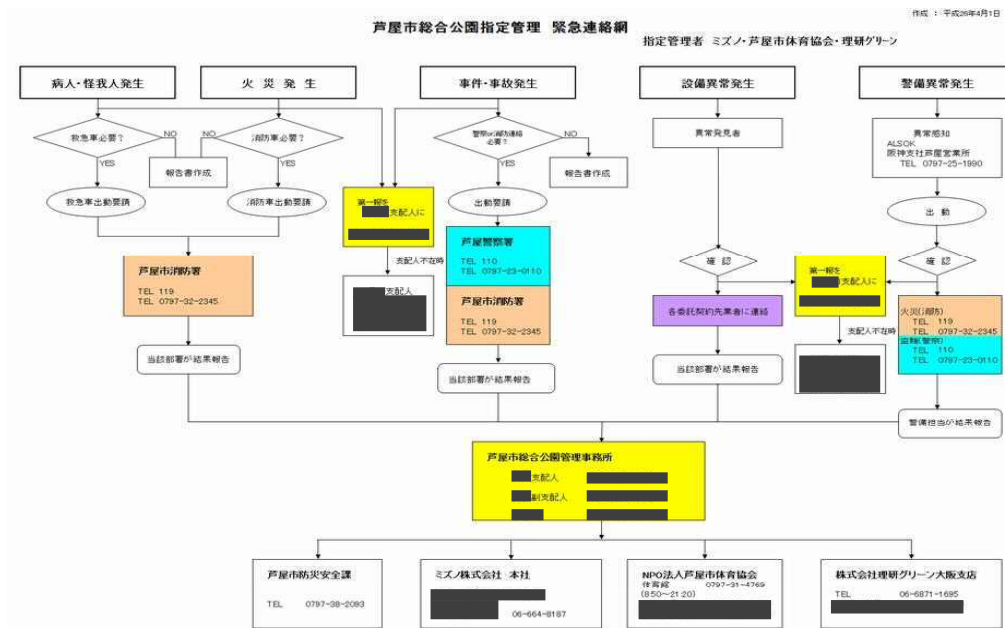 作成 ： 平成26年4月1日
芦屋市総合公園指定管理 緊急連絡網
指定管理者 ミズノ・芦屋市体育協会・理研グリーン
病人・怪我人発生
火 災 発 生
事件・事故発生
設備異常発生
警備異常発生
救急車必要？
NO
YES
消防車必要？
NO
YES
報告書作成
救急車出動要請
消防車出動要請
芦屋市消防署
TEL 119
TEL 0797-32-2345
当該部署が結果報告
第一報を
支配人に
支配人不在時
支配人
警察or消防連絡
必要？
NO
YES
報告書作成
出動要請
芦屋警察署
TEL 110
TEL 0797-23-0110
芦屋市消防署
TEL 119
TEL 0797-32-2345
当該部署が結果報告
異常発見者
確 認
各委託契約先業者に連絡
当該部署が結果報告
第一報を
支配人に
支配人不在時
異常感知
ALSOK
阪神支社芦屋営業所
TEL 0797-25-1990
出 動
確 認
火災(消防)
TEL 119
TEL 0797-32-2345
盗難(警察)
TEL 110
TEL 0797-23-0110
警備担当が結果報告
芦屋市総合公園管理事務所
支配人
副支配人
芦屋市防災安全課
TEL 0797-38-2093
ミズノ株式会社 本社
06-664-8187
NPO法人芦屋市体育協会
体育館 0797-31-4769
(8:50～21:20)
株式会社理研グリーン大阪支店
TEL 06-6871-1695